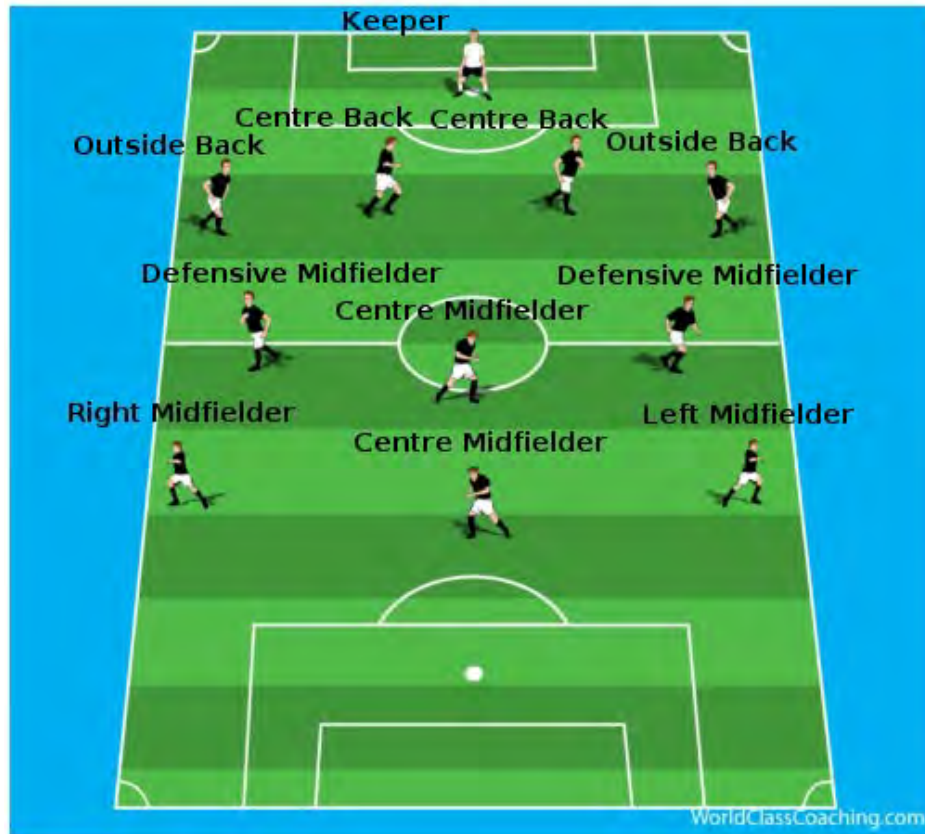 Keeper
Centre Back
Centre Back
Outside Back
Outside Back
Defensive Midfielder
Defensive Midfielder
Centre Midfielder
Right Midfielder
Left Midfielder
Centre Midfielder
WorldClassCoaching.com